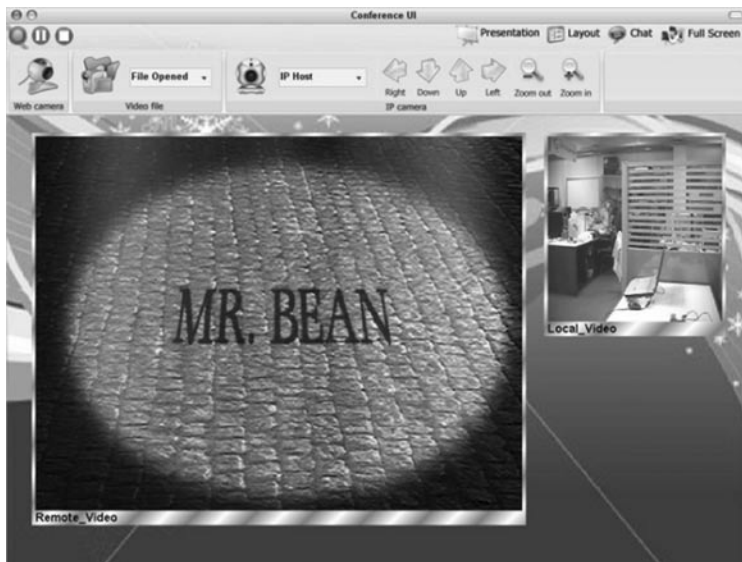 Conference UI
Presentation Layout Chat Full Screen
File Opened IP Host
Right Down Up Left Zoom out Zoom in
Web camera Video file IP camera
MR. BEAN
Local_Video
Remote_Video